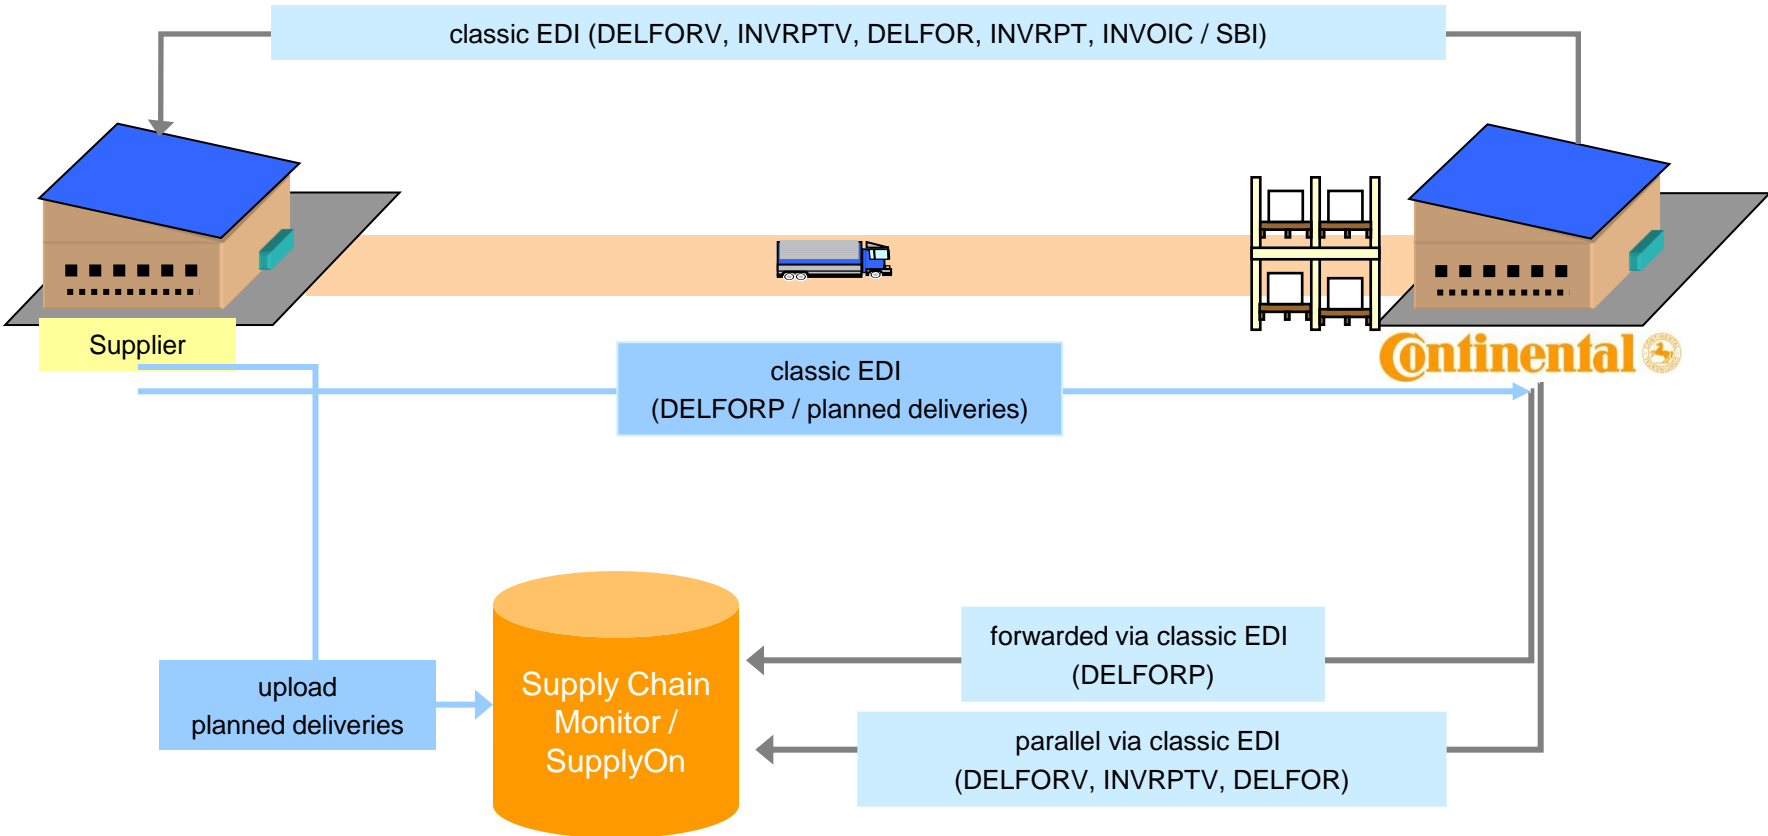 classic EDI (DELFORV, INVRPTV, DELFOR, INVRPT, INVOIC / SBI)
Supplier
Continental
classic EDI
(DELFORP / planned deliveries)
forwarded via classic EDI
(DELFORP)
upload
planned deliveries
Supply Chain
Monitor /
SupplyOn
parallel via classic EDI
(DELFORV, INVRPTV, DELFOR)